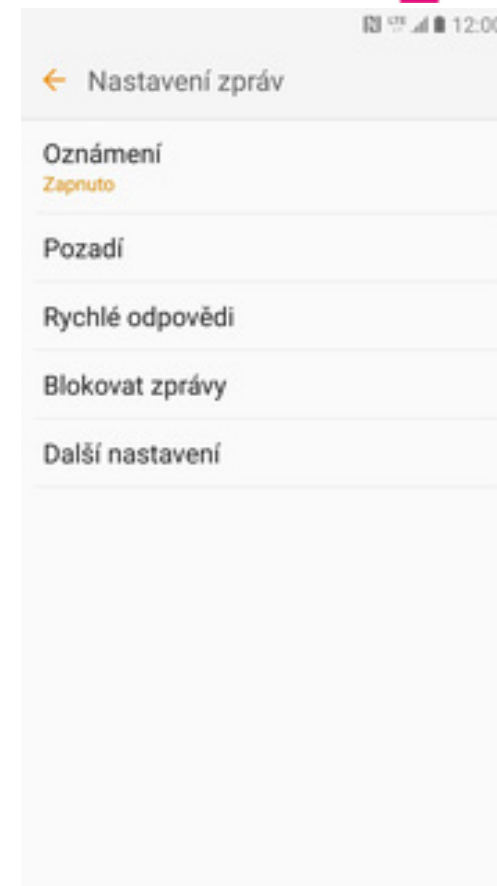 12:00
Nastavení zpráv
Oznámení
Zapnuto
Pozadí
Rychlé odpovědi
Blokovat zprávy
Další nastavení